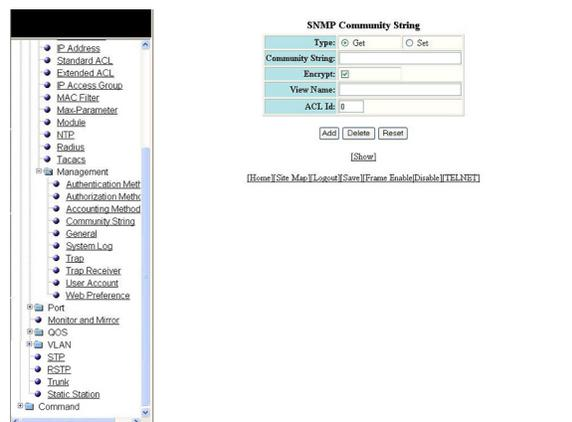 IP Address
Standard ACL
Extended ACL
IP Access Group
MAC Filter
Max-Parameter
Module
NTP
Radius
Tacacs
Management
Authentication Meth
Authorization Metho
Accounting Method
Community String
General
System Log
Trap
Trap Receiver
User Account
Web Preference
Port
Monitor and Mirror
QOS
VLAN
STP
RSTP
Trunk
Static Station
Command
SNMP Community String
Type: Get Set
Community String:
Encrypt:
View Name:
ACL Id: 0
Add Delete Reset
[Show]
[Home][Site Map][Logout][Save][Frame Enable|Disable][TELNET]